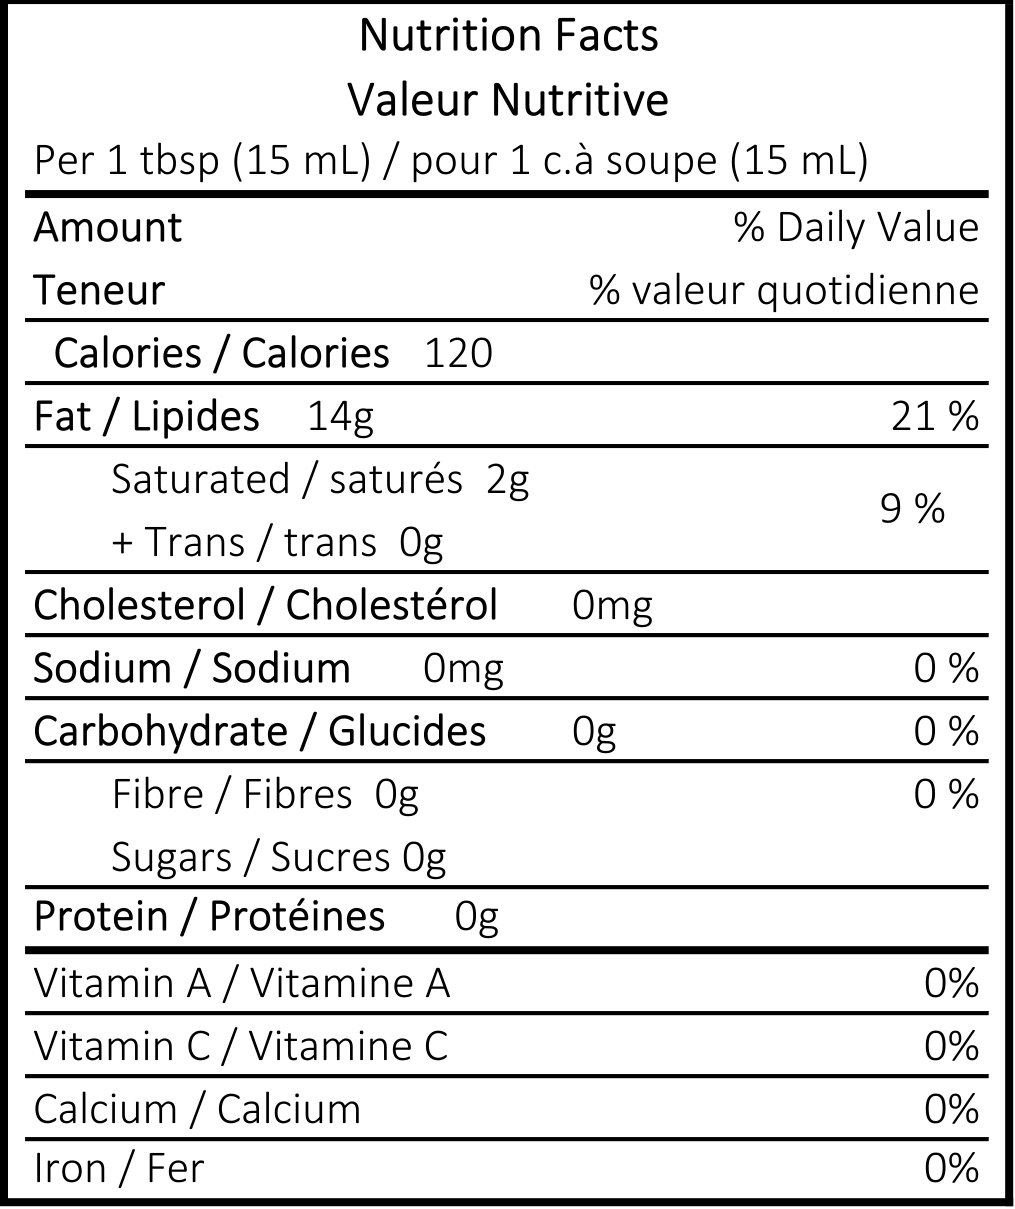 Nutrition Facts
Valeur Nutritive
Per 1 tbsp (15 mL) / pour 1 c.à soupe (15 mL)
Amount % Daily Value
Teneur % valeur quotidienne
Calories / Calories 120
Fat / Lipides 14g 21 %
Saturated / saturés 2g
9 %
+ Trans / trans 0g
Cholesterol / Cholestérol 0mg
Sodium / Sodium 0mg 0 %
Carbohydrate / Glucides 0g 0 %
Fibre / Fibres 0g 0 %
Sugars / Sucres 0g
Protein / Protéines 0g
Vitamin A / Vitamine A 0%
Vitamin C / Vitamine C 0%
Calcium / Calcium 0%
Iron / Fer 0%